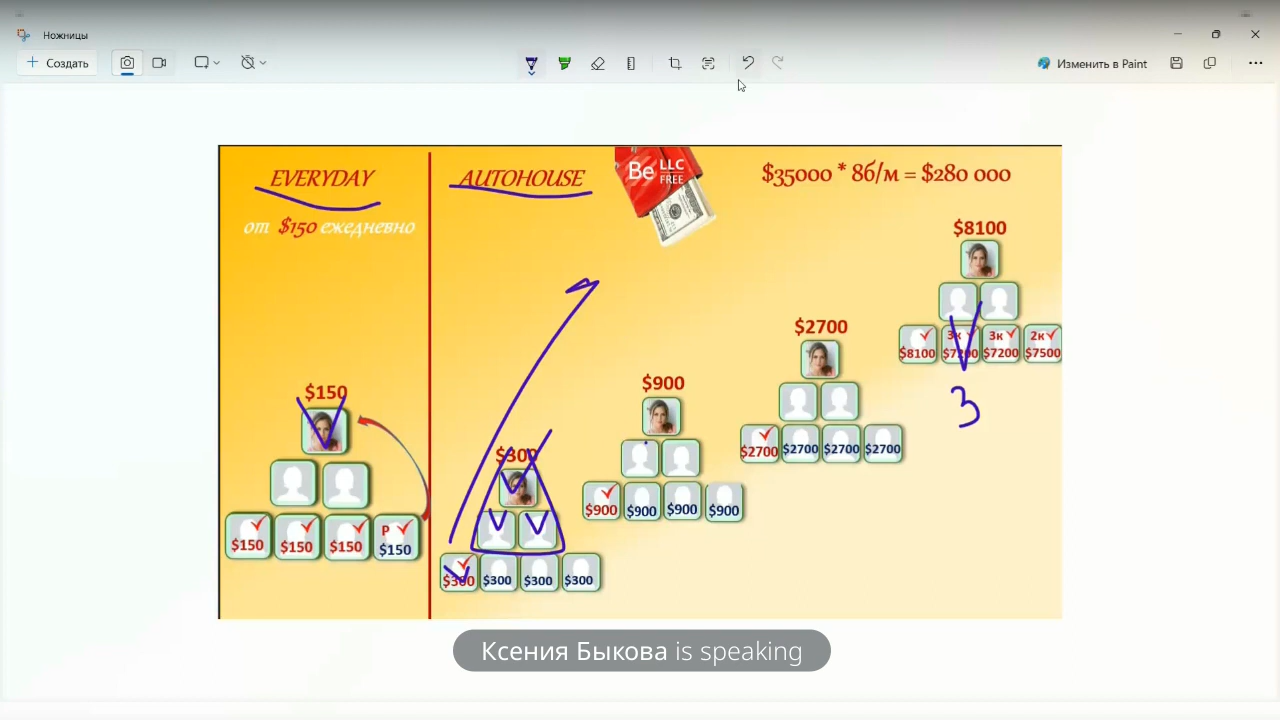 Ножницы
Создать
Изменить в Paint
EVERYDAY
от $150 ежедневно
AUTOHOUSE
Be LLC FREE
$35000 * 8б/м = $280 000
$8100
$8100 3к $7200 3к $7200 2к $7500
3
$2700
$2700 $2700 $2700 $2700
$900
$900 $900 $900 $900
$150
$150 $150 $150 Р $150
$300
$300 $300 $300 $300
Ксения Быкова is speaking